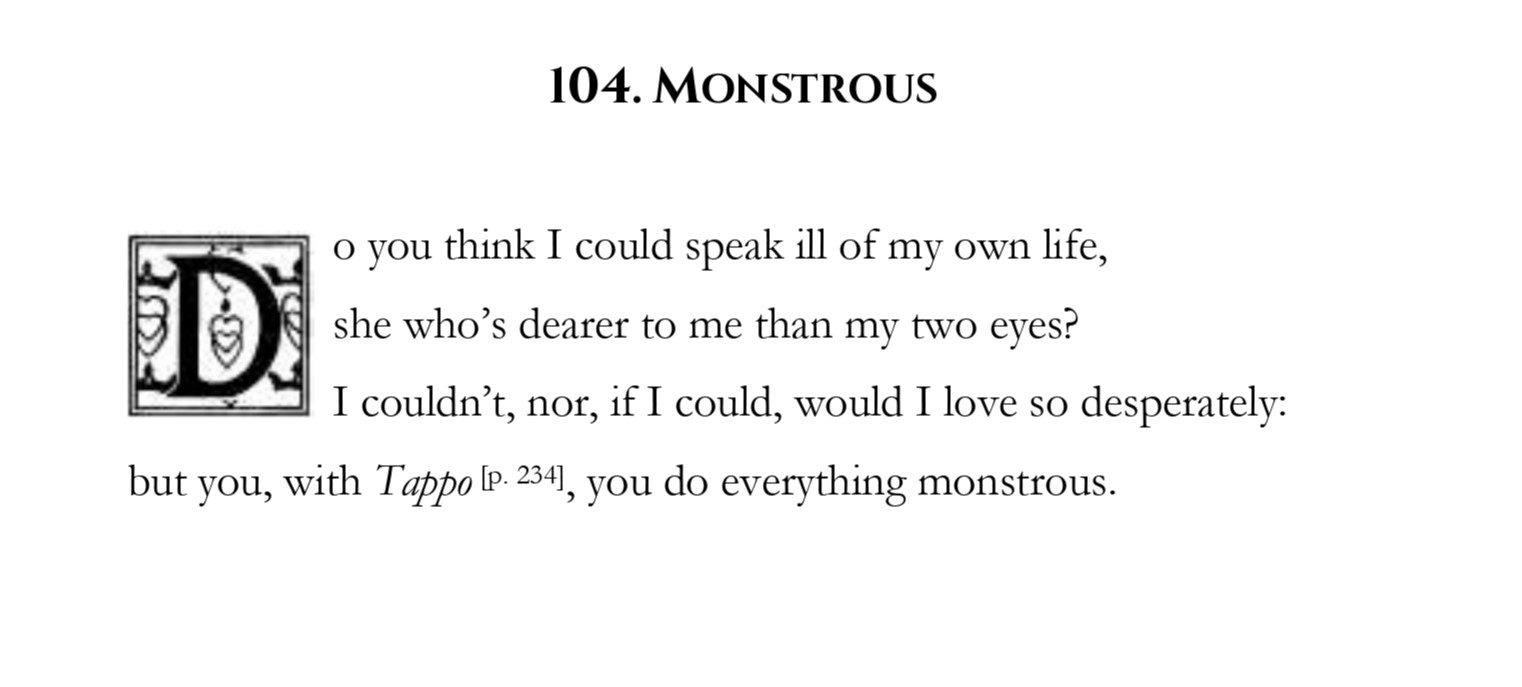 104. MONSTROUS
Do you think I could speak ill of my own life,
she who’s dearer to me than my two eyes?
I couldn’t, nor, if I could, would I love so desperately:
but you, with Tappo [p. 234], you do everything monstrous.